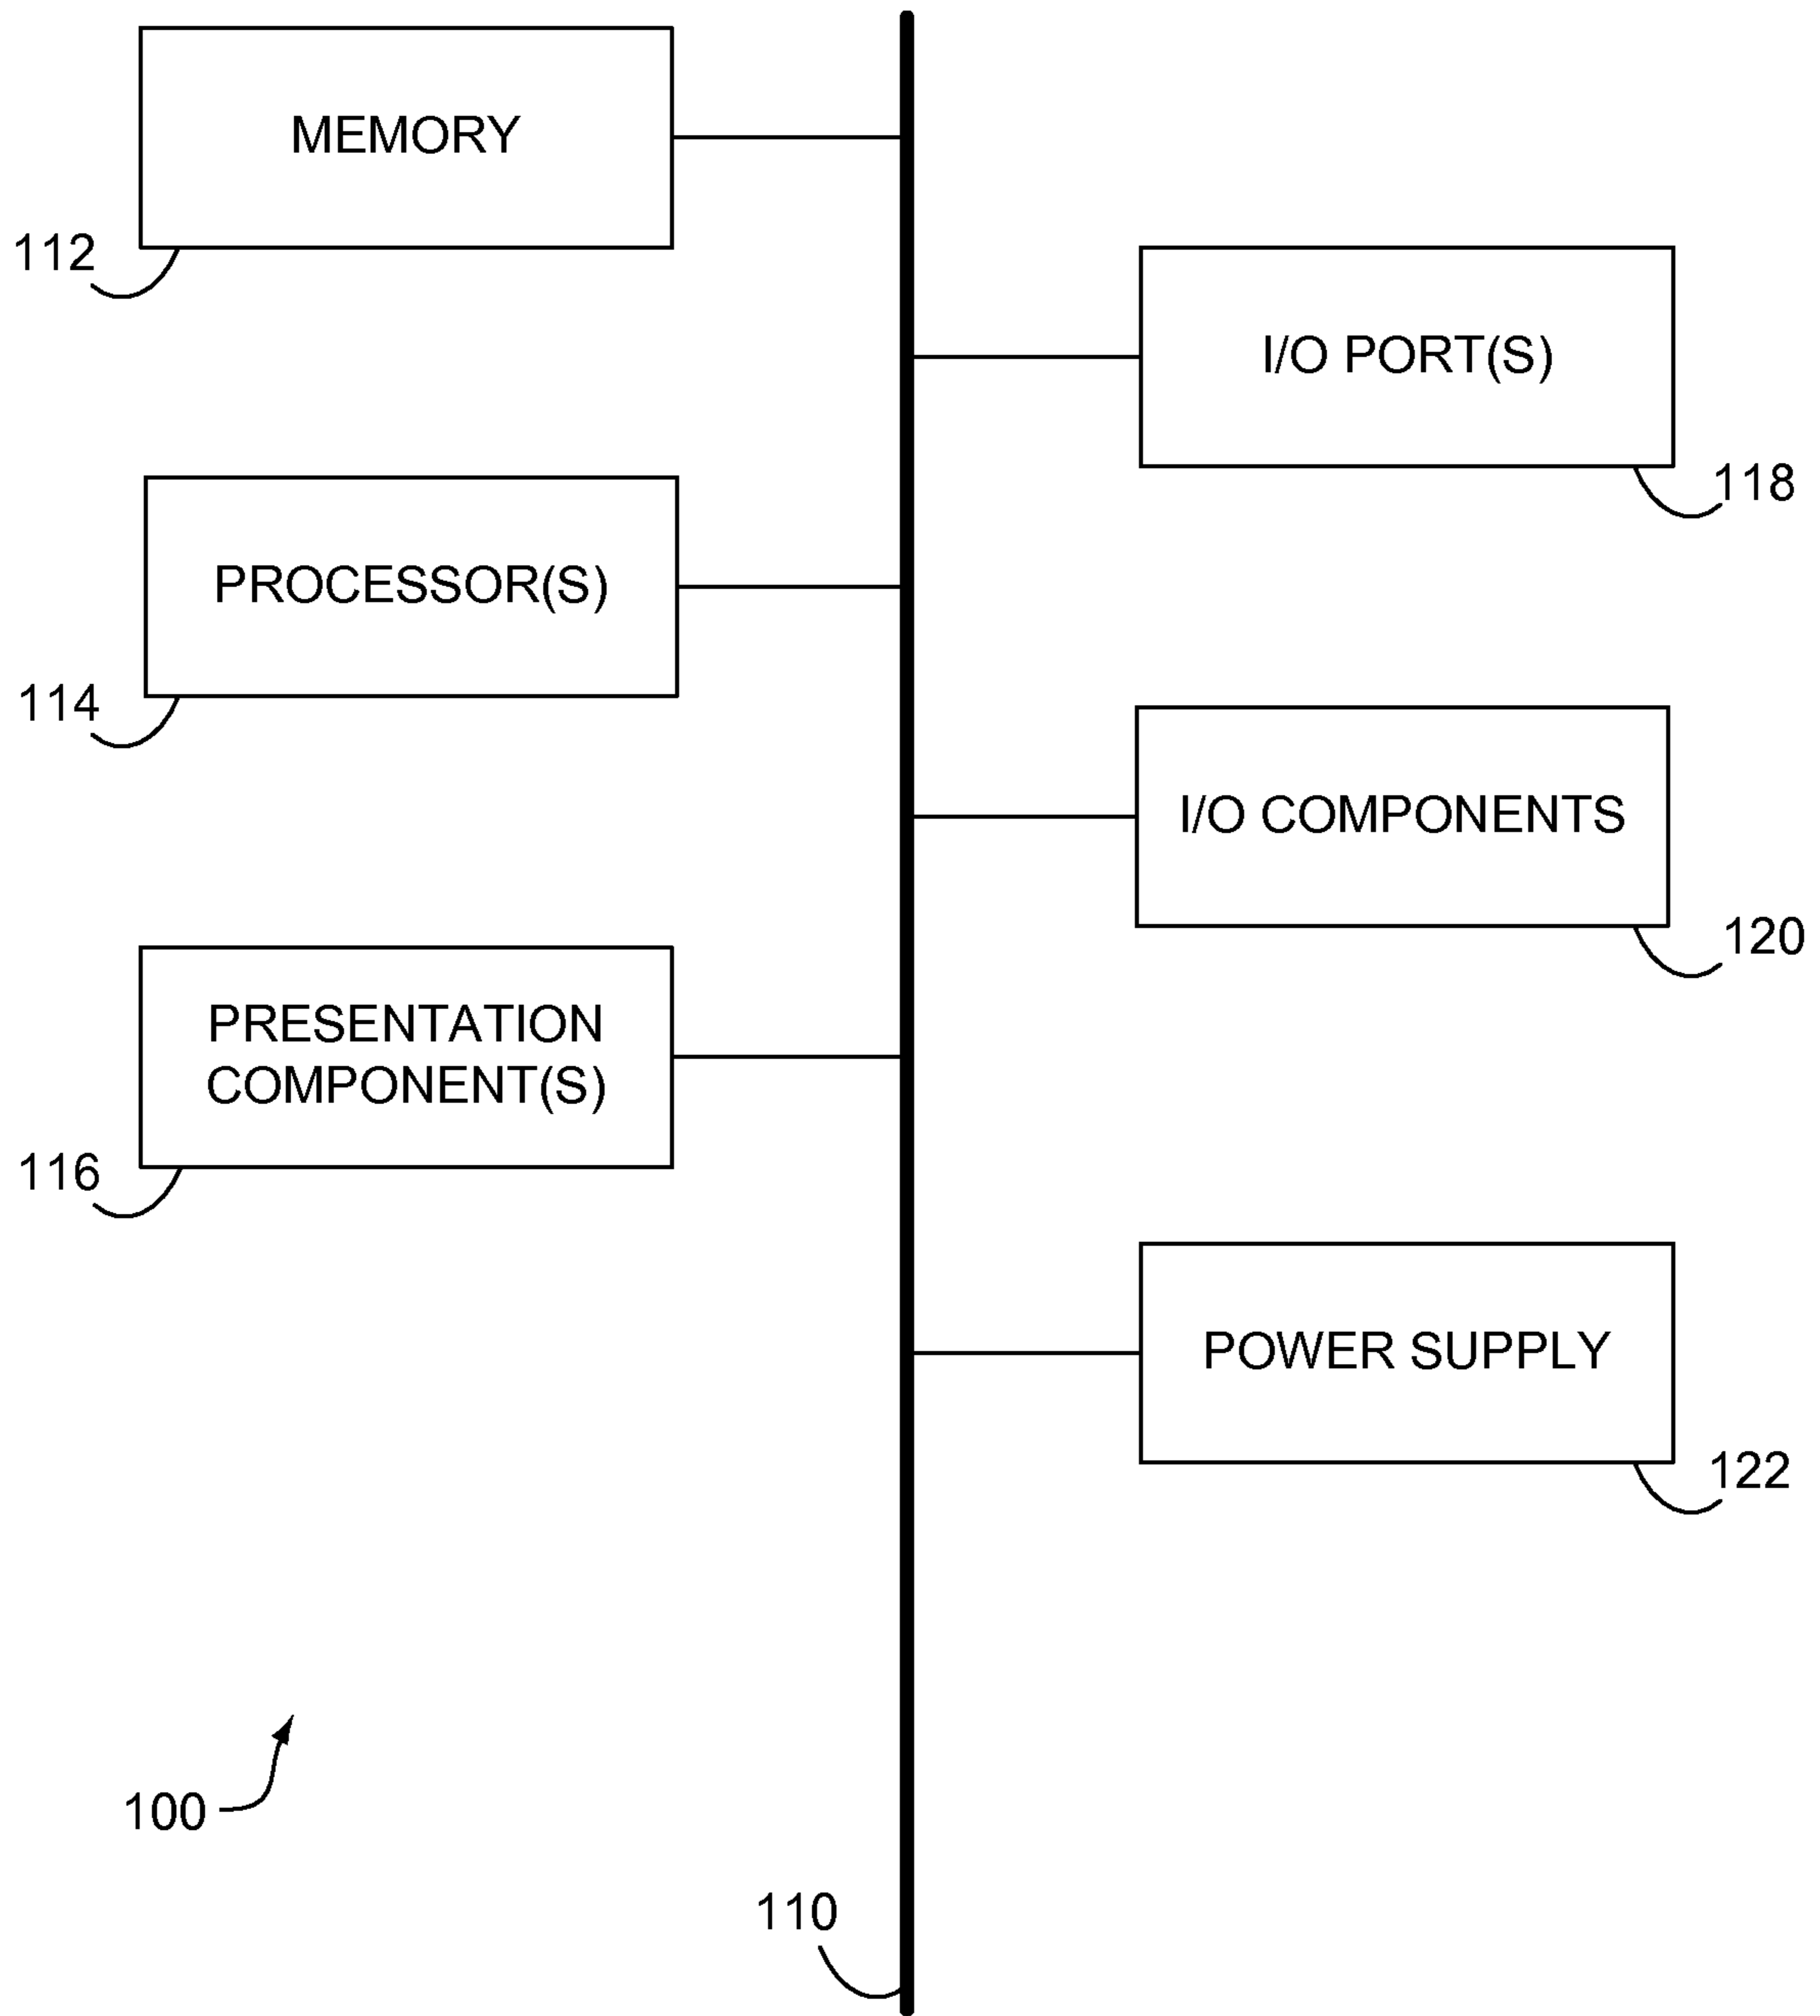 MEMORY
112
I/O PORT(S)
118
PROCESSOR(S)
114
I/O COMPONENTS
120
PRESENTATION
COMPONENT(S)
116
POWER SUPPLY
122
100
110